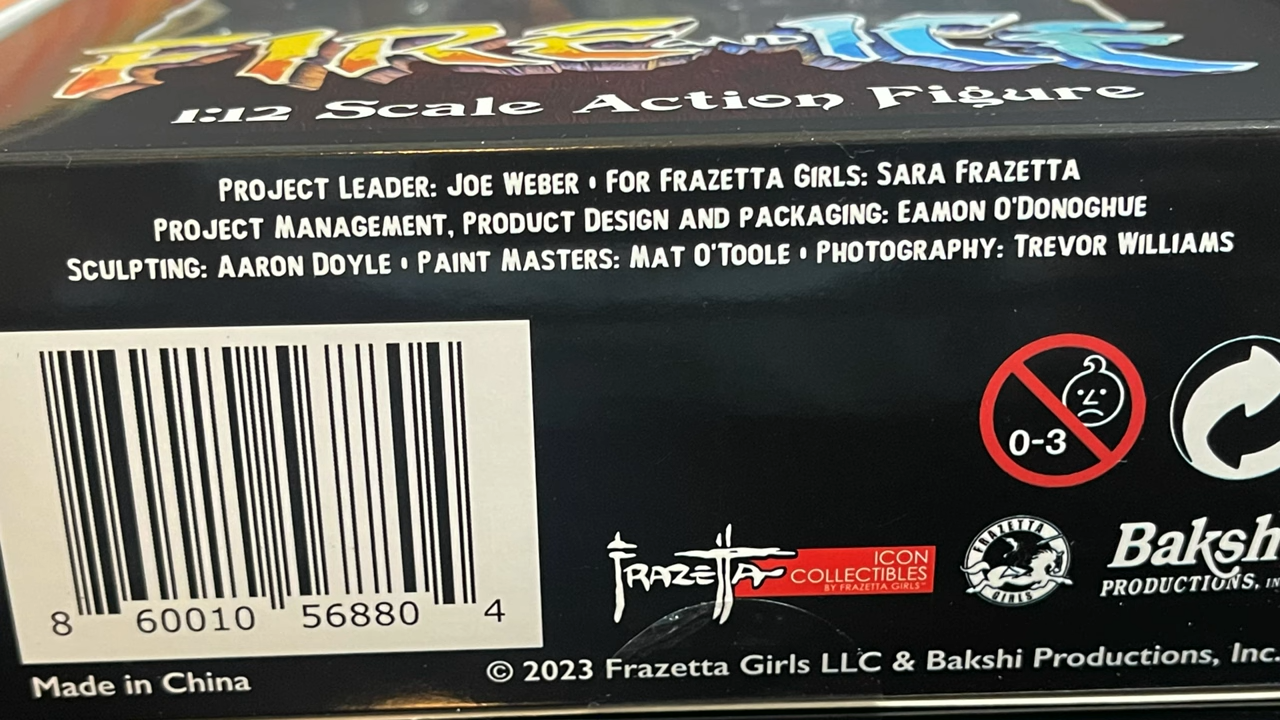 FIRE AND ICE
1:12 Scale Action Figure
PROJECT LEADER: JOE WEBER • FOR FRAZETTA GIRLS: SARA FRAZETTA
PROJECT MANAGEMENT, PRODUCT DESIGN AND PACKAGING: EAMON O'DONOGHUE
SCULPTING: AARON DOYLE • PAINT MASTERS: MAT O'TOOLE • PHOTOGRAPHY: TREVOR WILLIAMS
0-3
8 60010 56880 4
FRAZETTA
ICON
COLLECTIBLES
BY FRAZETTA GIRLS™
FRAZETTA
GIRLS
Baksh
PRODUCTIONS, IN
Made in China
© 2023 Frazetta Girls LLC & Bakshi Productions, Inc.